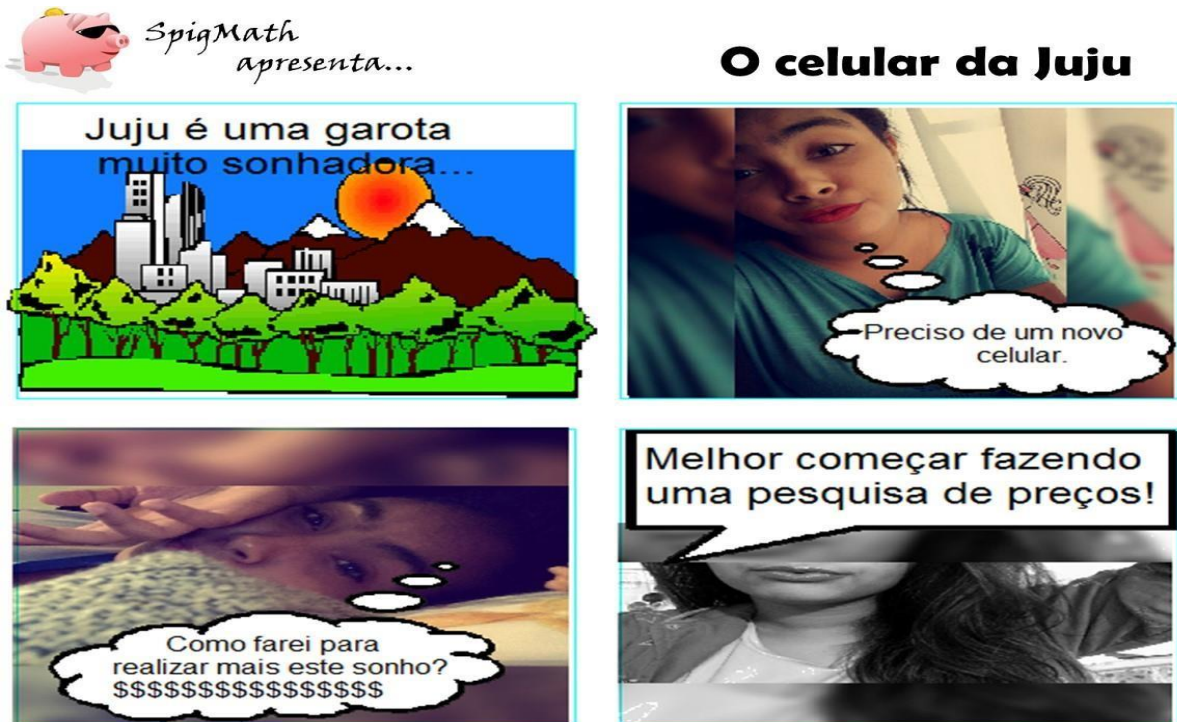 SpigMath
apresenta...
O celular da Juju
Juju é uma garota
muito sonhadora...
Preciso de um novo
celular.
Como farei para
realizar mais este sonho?
$$$$$$$$$$$$$$$$
Melhor começar fazendo
uma pesquisa de preços!